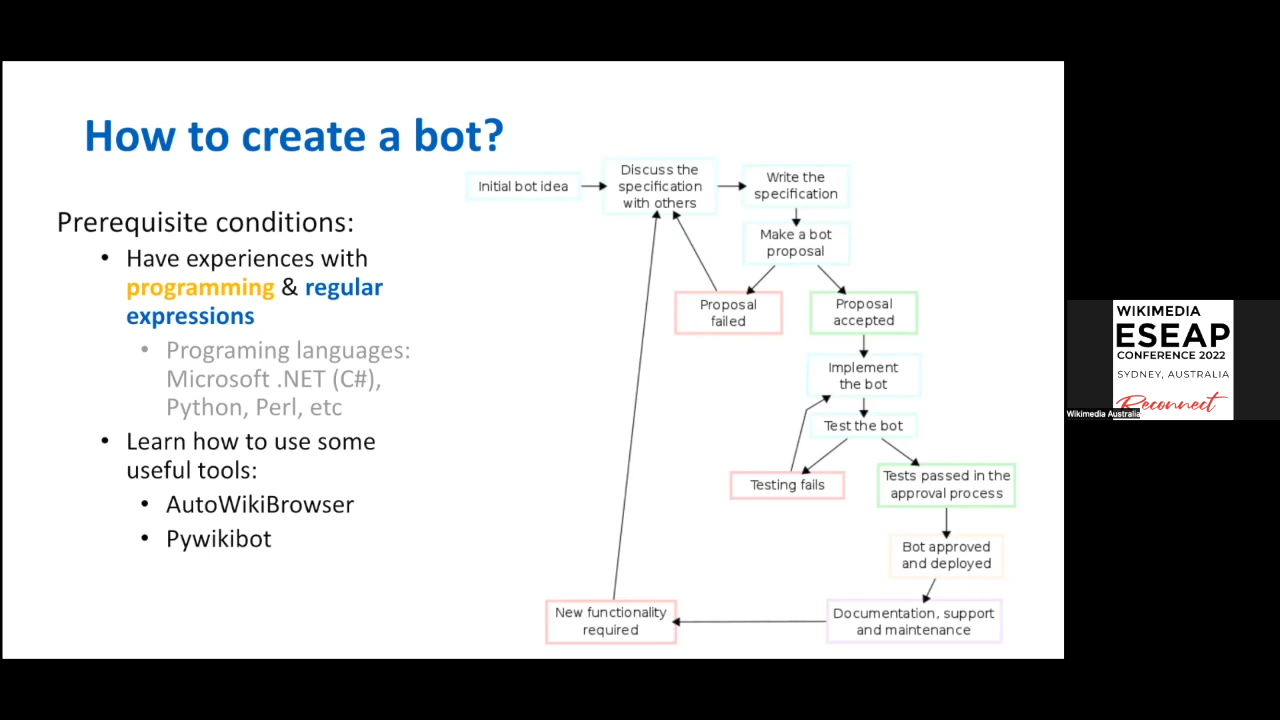 How to create a bot?
Prerequisite conditions:
• Have experiences with
programming & regular
expressions
• Programing languages:
Microsoft .NET (C#),
Python, Perl, etc
• Learn how to use some
useful tools:
• AutoWikiBrowser
• Pywikibot
Initial bot idea
Discuss the
specification
with others
Write the
specification
Make a bot
proposal
Proposal
failed
Proposal
accepted
Implement
the bot
Test the bot
Testing fails
Tests passed in the
approval process
Bot approved
and deployed
Documentation, support
and maintenance
New functionality
required
WIKIMEDIA
ESEAP
CONFERENCE 2022
SYDNEY, AUSTRALIA
Reconnect
Wikimedia Australia